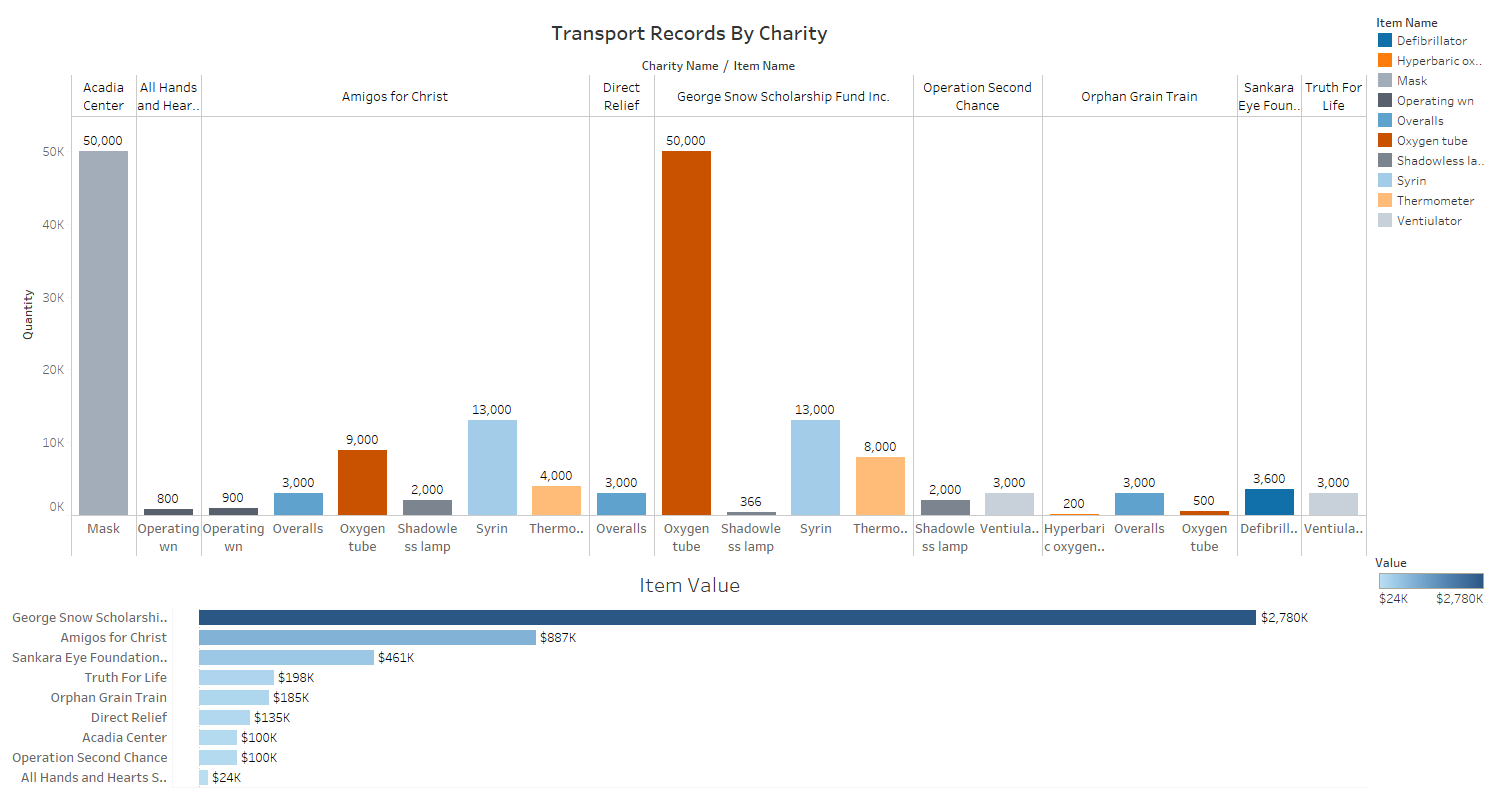 Transport Records By Charity
Charity Name / Item Name
Acadia
Center
All Hands
and Hear..
Amigos for Christ
Direct
Relief
George Snow Scholarship Fund Inc.
Operation Second
Chance
Orphan Grain Train
Sankara
Eye Foun..
Truth For
Life
Quantity
50K
40K
30K
20K
10K
0K
50,000
800
900
3,000
9,000
2,000
13,000
4,000
3,000
50,000
366
13,000
8,000
2,000
3,000
200
3,000
500
3,600
3,000
Mask
Operating
wn
Operating
wn
Overalls
Oxygen
tube
Shadowle
ss lamp
Syrin
Thermo..
Overalls
Oxygen
tube
Shadowle
ss lamp
Syrin
Thermo..
Shadowle
ss lamp
Ventiula..
Hyperbari
c oxygen..
Overalls
Oxygen
tube
Defibrill..
Ventiula..
Item Name
Defibrillator
Hyperbaric ox..
Mask
Operating wn
Overalls
Oxygen tube
Shadowless la..
Syrin
Thermometer
Ventiulator
Item Value
George Snow Scholarshi.. $2,780K
Amigos for Christ $887K
Sankara Eye Foundation.. $461K
Truth For Life $198K
Orphan Grain Train $185K
Direct Relief $135K
Acadia Center $100K
Operation Second Chance $100K
All Hands and Hearts S.. $24K
Value
$24K $2,780K